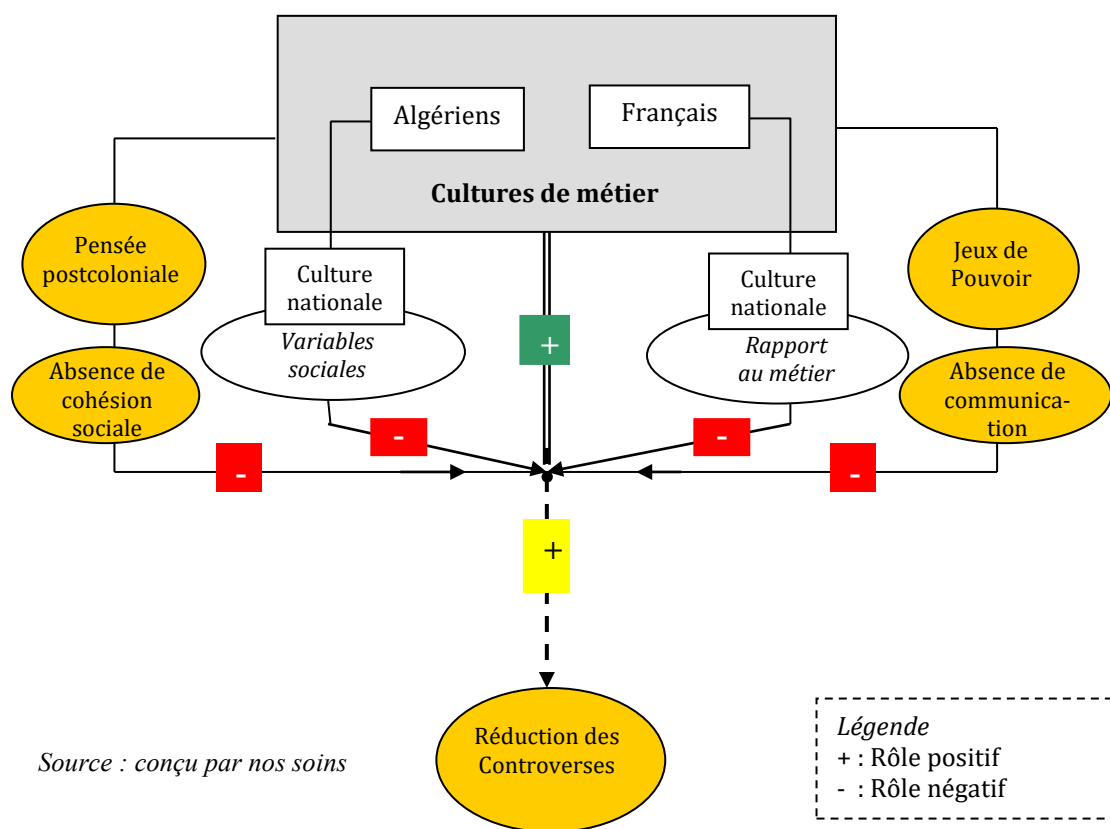 Algériens
Français
Cultures de métier
Pensée
postcoloniale
Culture
nationale
Culture
nationale
Jeux de
Pouvoir
Variables
sociales
+
Rapport
au métier
Absence de
cohésion
sociale
Absence de
communica-
tion
-
-
-
-
+
Réduction des
Controverses
Source : conçu par nos soins
Légende
+ : Rôle positif
- : Rôle négatif